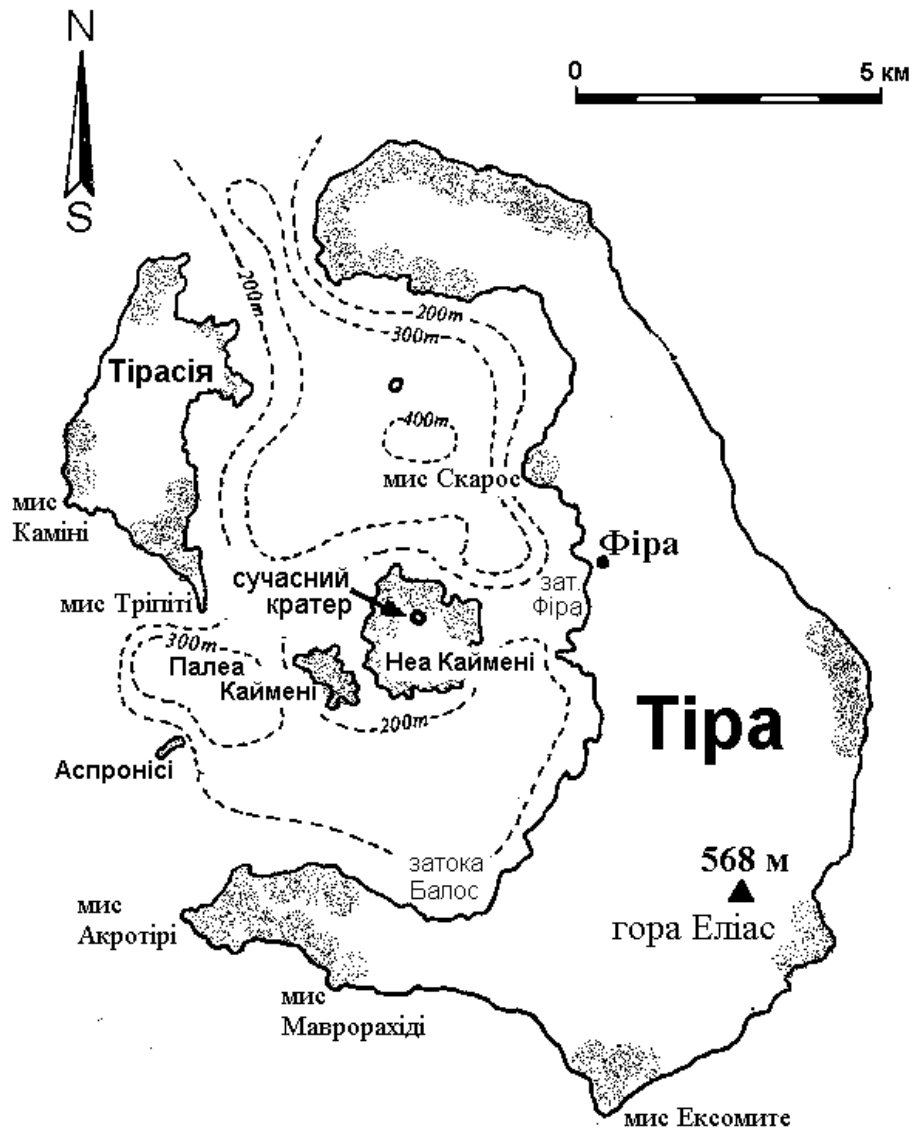 N
S
0 5 км
200m
200m
300m
Тірасія
400m
мис Скарос
мис
Каміні
Фіра
сучасний
кратер
зат.
Фіра
мис Тріпіті
300m
Палеа
Каймені
Неа Каймені
200m
Тіра
Аспронісі
568 м
гора Еліас
затока
Балос
мис
Акротірі
мис
Маврорахіді
мис Ексомите